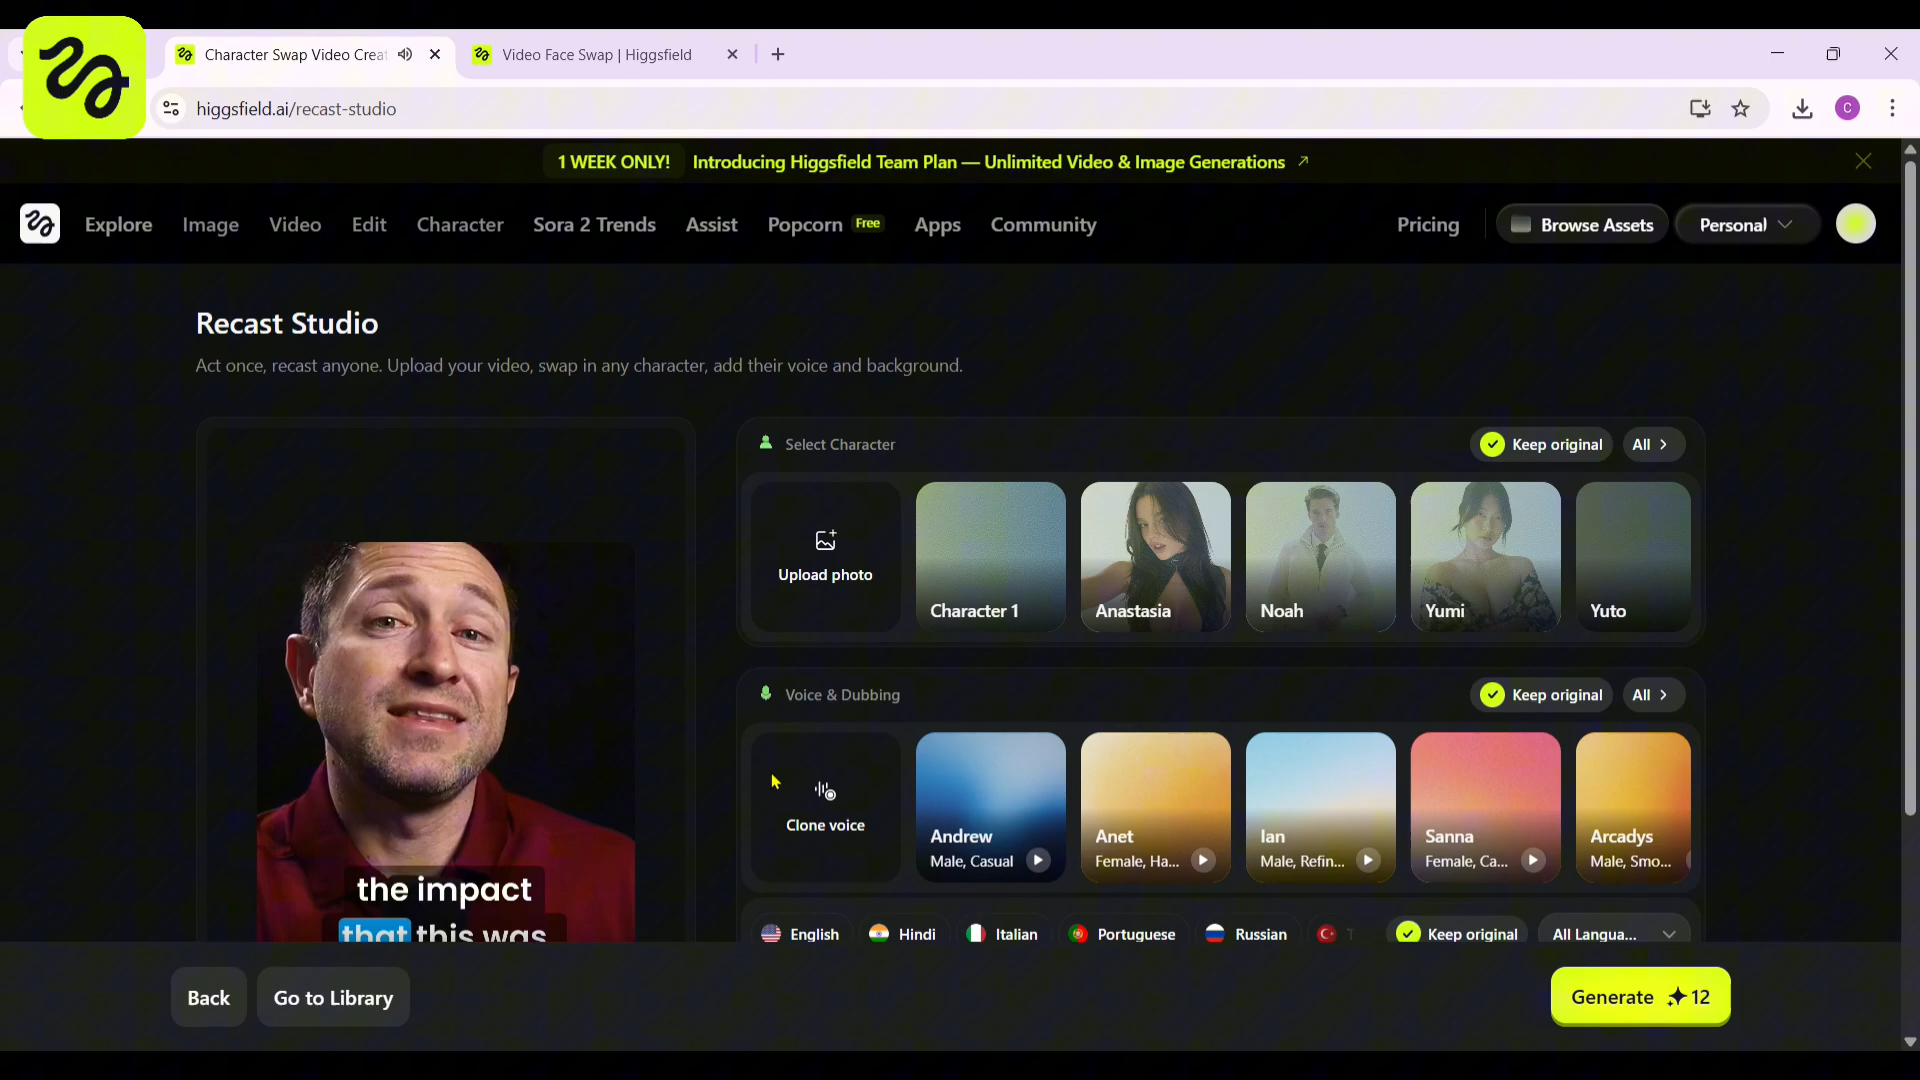 Character Swap Video Crea
Video Face Swap | Higgsfield
higgsfield.ai/recast-studio
C
1 WEEK ONLY! Introducing Higgsfield Team Plan — Unlimited Video & Image Generations
Explore Image Video Edit Character Sora 2 Trends Assist Popcorn Free Apps Community Pricing Browse Assets Personal
Recast Studio
Act once, recast anyone. Upload your video, swap in any character, add their voice and background.
Select Character Keep original All
Upload photo
Character 1 Anastasia Noah Yumi Yuto
Voice & Dubbing Keep original All
Clone voice
Andrew Anet Ian Sanna Arcadys
Male, Casual Female, Ha... Male, Refin... Female, Ca... Male, Smo...
the impact
that this was
English Hindi Italian Portuguese Russian T Keep original All Langua...
Back Go to Library Generate 12